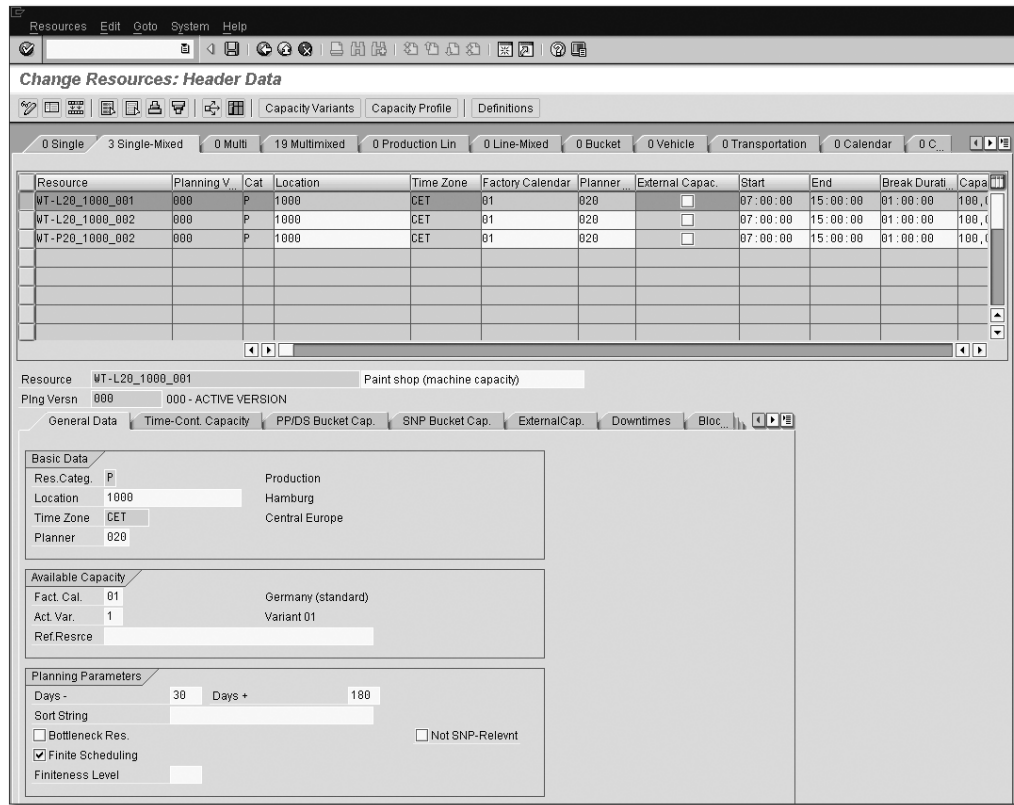 Resources Edit Goto System Help
Change Resources: Header Data
Capacity Variants Capacity Profile Definitions
0 Single 3 Single-Mixed 0 Multi 19 Multimixed 0 Production Lin 0 Line-Mixed 0 Bucket 0 Vehicle 0 Transportation 0 Calendar 0 C...
Resource Planning V... Cat Location Time Zone Factory Calendar Planner ... External Capac. Start End Break Durati... Capa
WT-L20_1000_001 000 P 1000 CET 01 020 07:00:00 15:00:00 01:00:00 100,0
WT-L20_1000_002 000 P 1000 CET 01 020 07:00:00 15:00:00 01:00:00 100,0
WT-P20_1000_002 000 P 1000 CET 01 020 07:00:00 15:00:00 01:00:00 100,0
Resource WT-L20_1000_001 Paint shop (machine capacity)
Plng Versn 000 000 - ACTIVE VERSION
General Data Time-Cont. Capacity PP/DS Bucket Cap. SNP Bucket Cap. ExternalCap. Downtimes Bloc...
Basic Data
Res.Categ. P Production
Location 1000 Hamburg
Time Zone CET Central Europe
Planner 020
Available Capacity
Fact. Cal. 01 Germany (standard)
Act. Var. 1 Variant 01
Ref.Resrce
Planning Parameters
Days - 30 Days + 180
Sort String
Bottleneck Res. Not SNP-Relevnt
Finite Scheduling
Finiteness Level